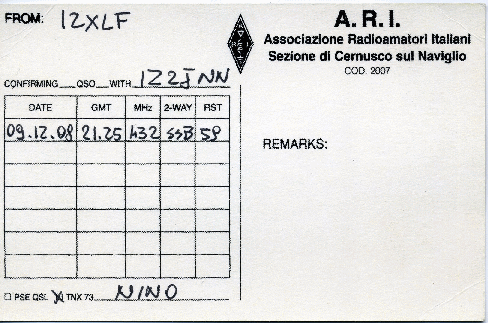 FROM: I2XLF
A.R.I.
Associazione Radioamatori Italiani
Sezione di Cernusco sul Naviglio
COD. 2007
CONFIRMING QSO WITH IZ2JNN
DATE GMT MHz 2-WAY RST
09.12.08 21.25 432 SSB 59
REMARKS:
PSE QSL X TNX 73 NINO